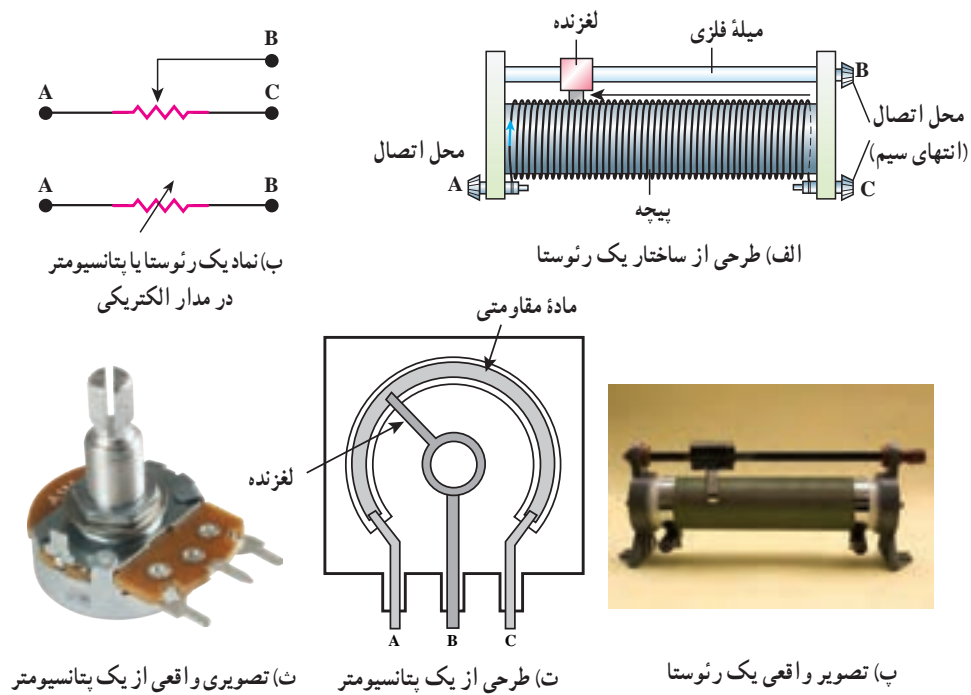 لغزنده
میلهٔ فلزی
B
محل اتصال
(انتهای سیم)
C
محل اتصال
A
پیچه
الف) طرحی از ساختار یک رئوستا
B
A
C
A
B
ب) نماد یک رئوستا یا پتانسیومتر
در مدار الکتریکی
پ) تصویر واقعی یک رئوستا
مادهٔ مقاومتی
لغزنده
A
B
C
ت) طرحی از یک پتانسیومتر
ث) تصویری واقعی از یک پتانسیومتر